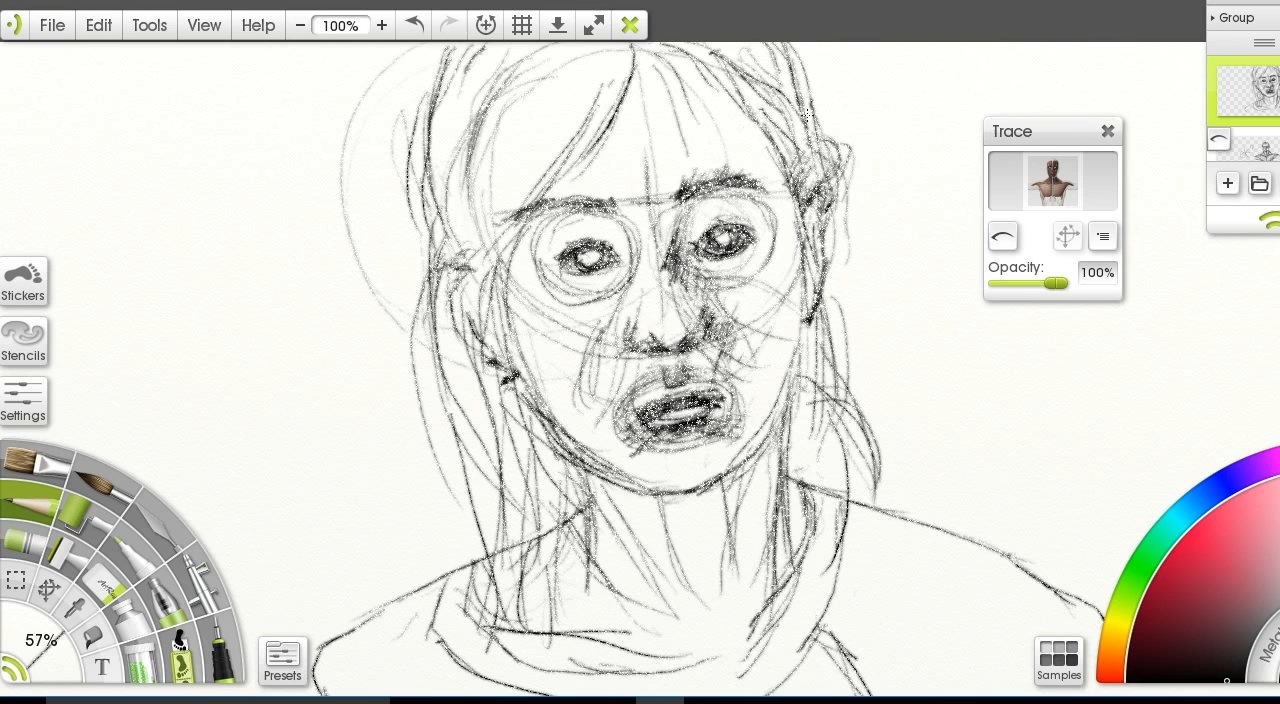 File Edit Tools View Help 100%
Group
Trace
Opacity:
100%
Stickers
Stencils
Settings
57%
T
Presets
Samples